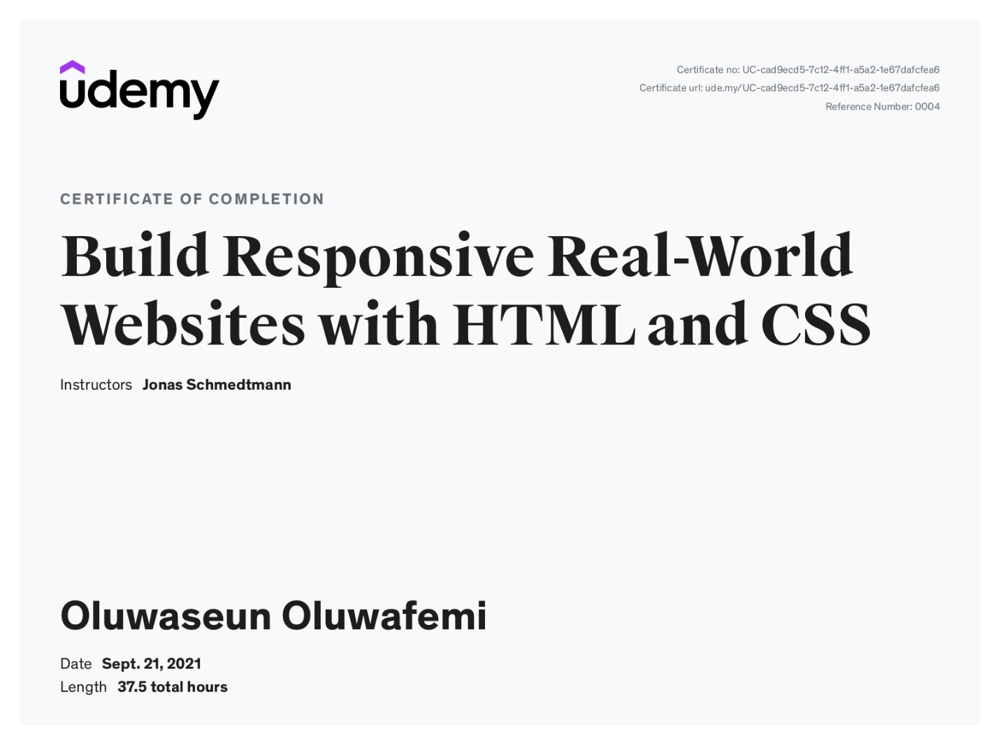 udemy
Certificate no: UC-cad9ecd5-7c12-4ff1-a5a2-1e67dafcfea6
Certificate url: ude.my/UC-cad9ecd5-7c12-4ff1-a5a2-1e67dafcfea6
Reference Number: 0004
CERTIFICATE OF COMPLETION
Build Responsive Real-World
Websites with HTML and CSS
Instructors Jonas Schmedtmann
Oluwaseun Oluwafemi
Date Sept. 21, 2021
Length 37.5 total hours